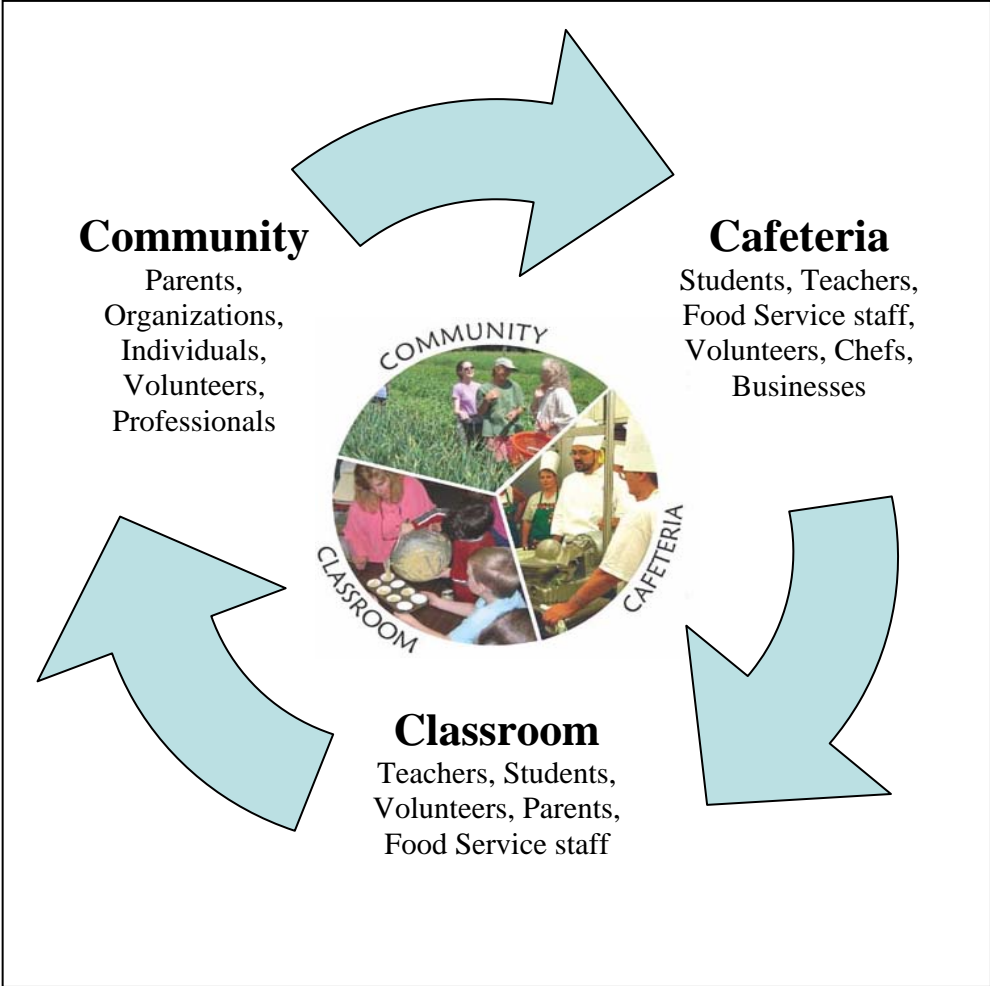 Community
Parents,
Organizations,
Individuals,
Volunteers,
Professionals
Cafeteria
Students, Teachers,
Food Service staff,
Volunteers, Chefs,
Businesses
COMMUNITY
CLASSROOM
CAFETERIA
Classroom
Teachers, Students,
Volunteers, Parents,
Food Service staff